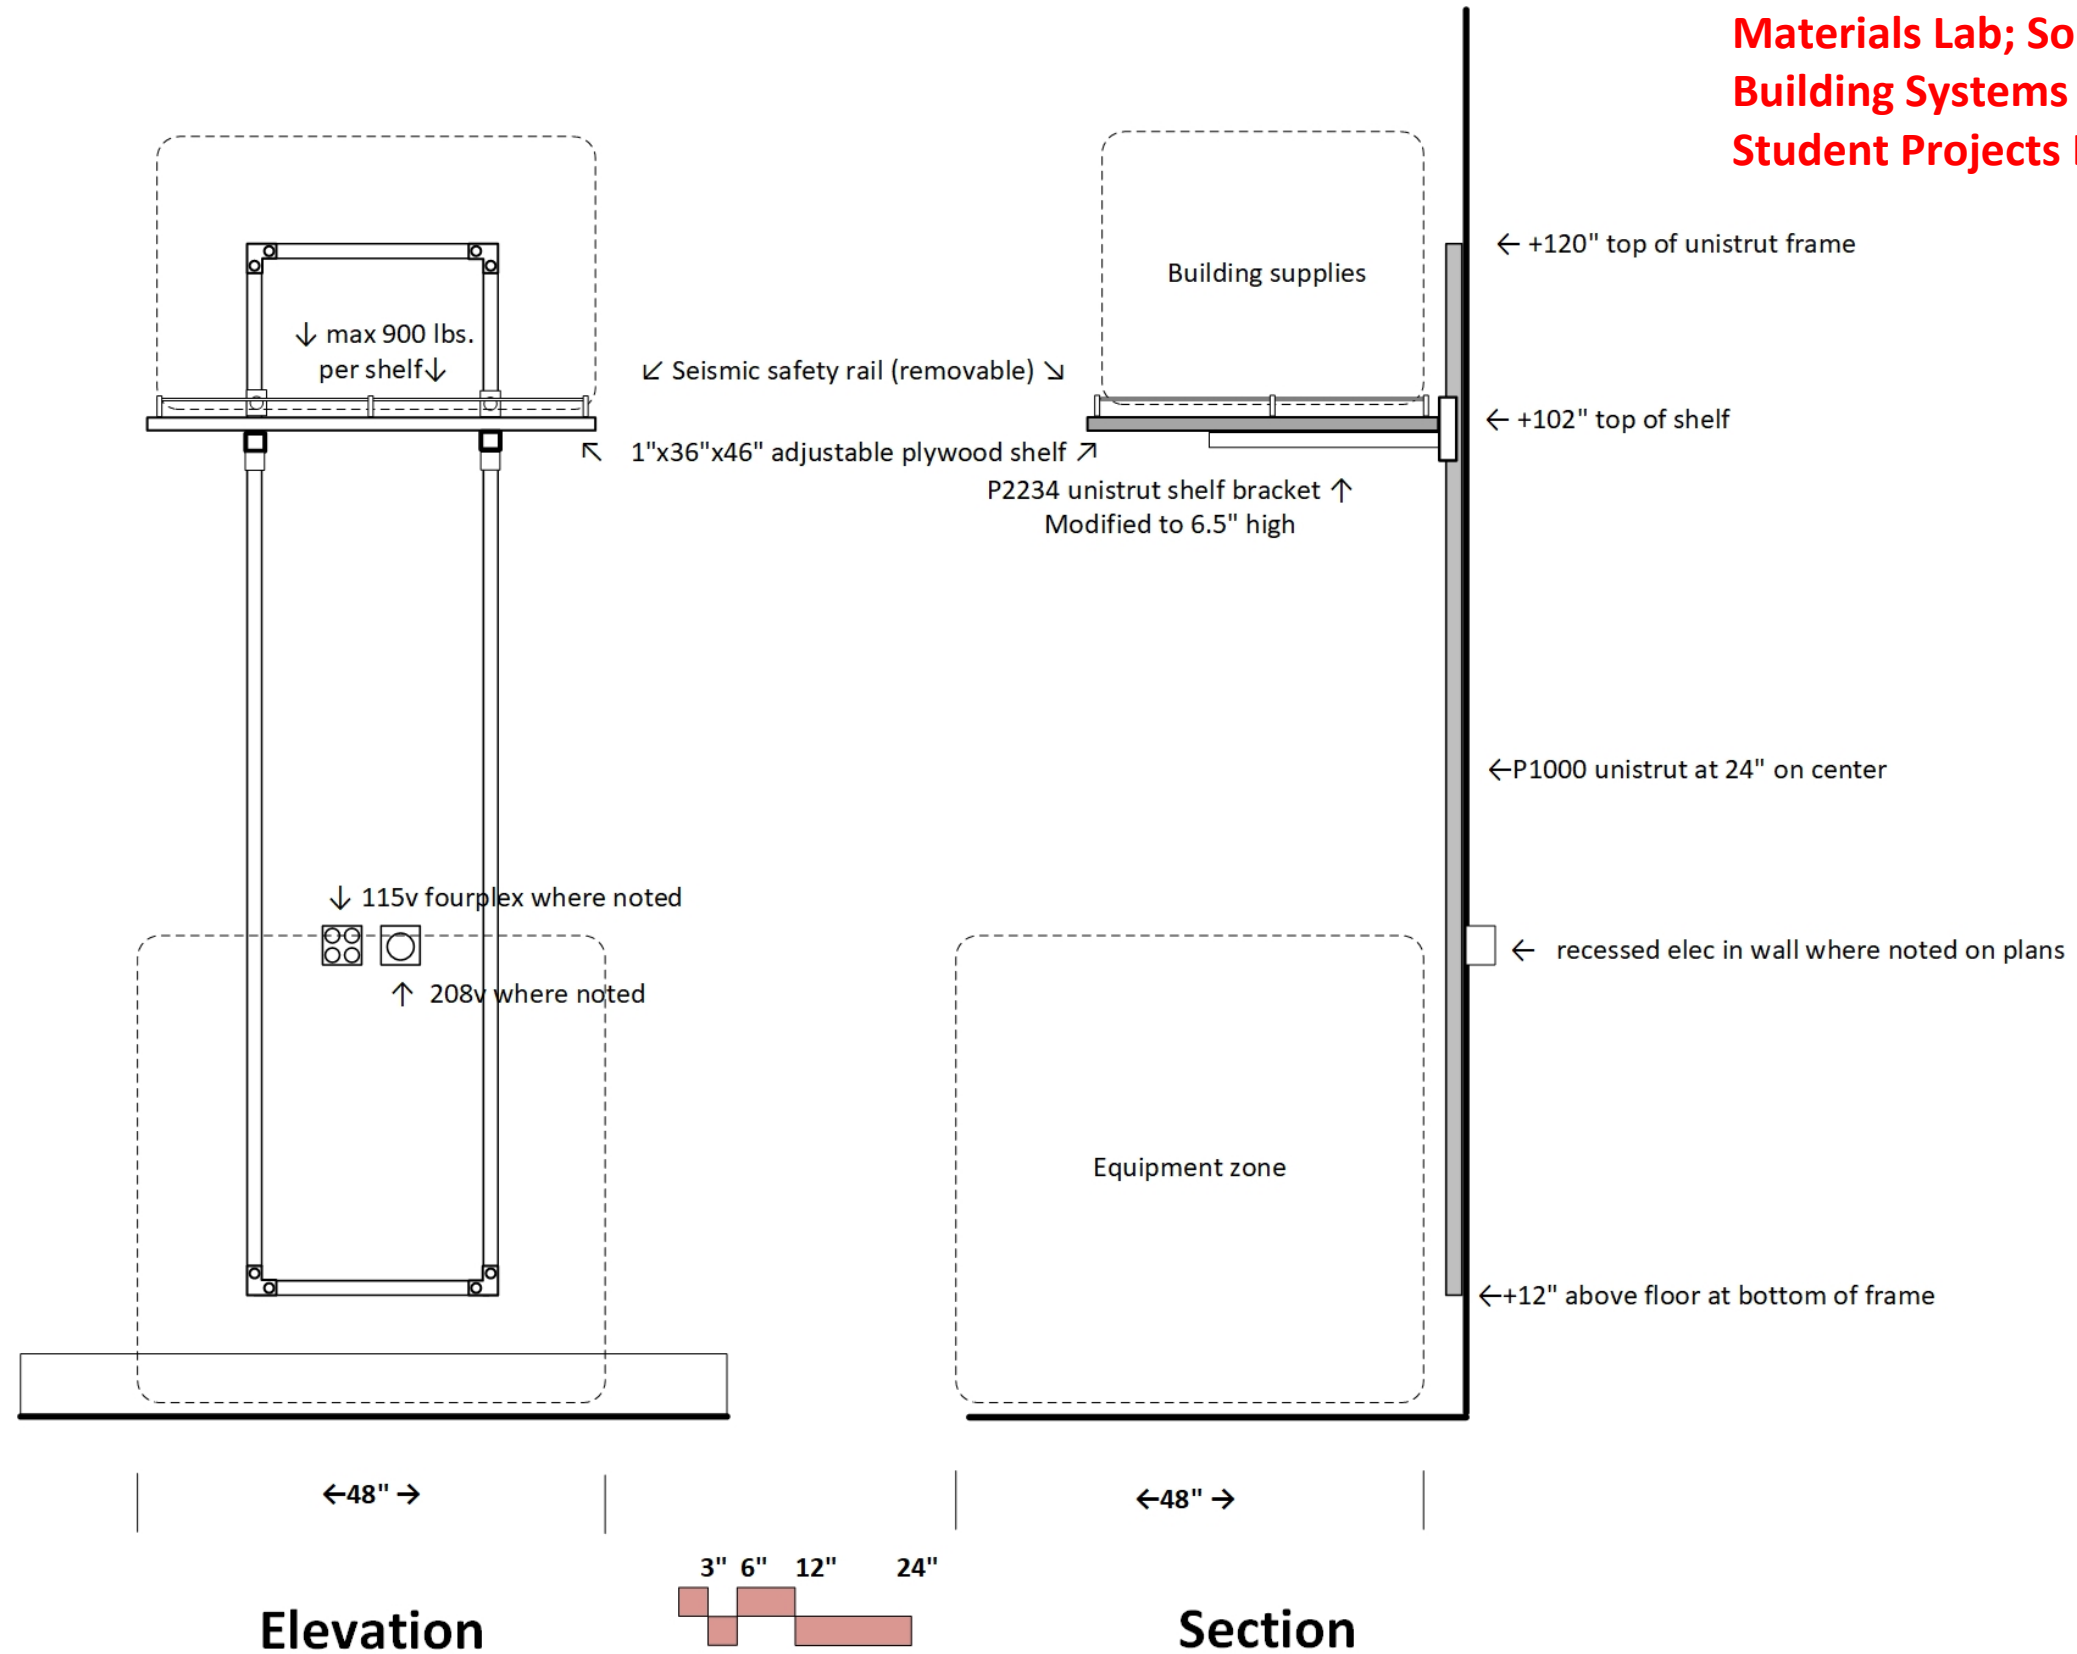 Materials Lab; So
Building Systems
Student Projects
← +120" top of unistrut frame
Building supplies
↓ max 900 lbs.
per shelf↓
↙ Seismic safety rail (removable) ↘
← +102" top of shelf
↖ 1"x36"x46" adjustable plywood shelf ↗
P2234 unistrut shelf bracket ↑
Modified to 6.5" high
←P1000 unistrut at 24" on center
↓ 115v fourplex where noted
← recessed elec in wall where noted on plans
↑ 208v where noted
Equipment zone
←+12" above floor at bottom of frame
←48" →
←48" →
3" 6" 12" 24"
Elevation
Section